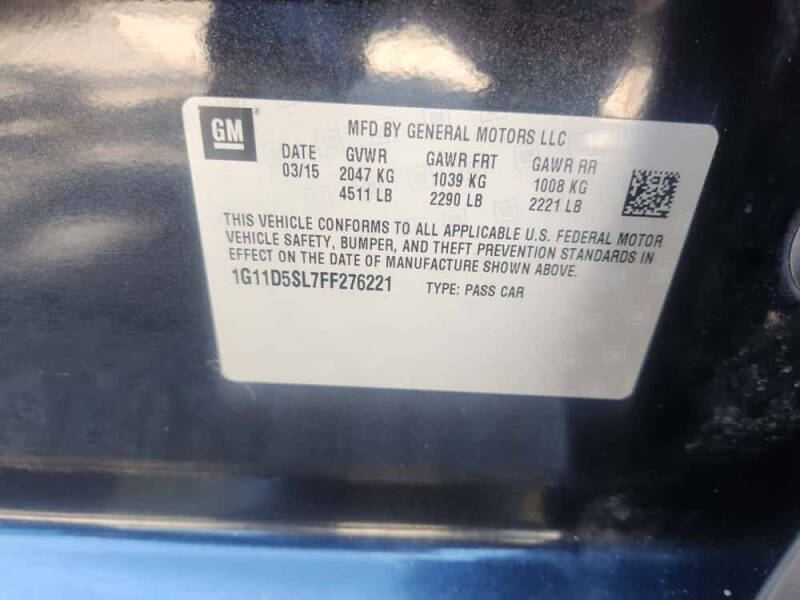 GM ®
MFD BY GENERAL MOTORS LLC
DATE GVWR GAWR FRT GAWR RR
03/15 2047 KG 1039 KG 1008 KG
4511 LB 2290 LB 2221 LB
THIS VEHICLE CONFORMS TO ALL APPLICABLE U.S. FEDERAL MOTOR
VEHICLE SAFETY, BUMPER, AND THEFT PREVENTION STANDARDS IN
EFFECT ON THE DATE OF MANUFACTURE SHOWN ABOVE.
1G11D5SL7FF276221 TYPE: PASS CAR